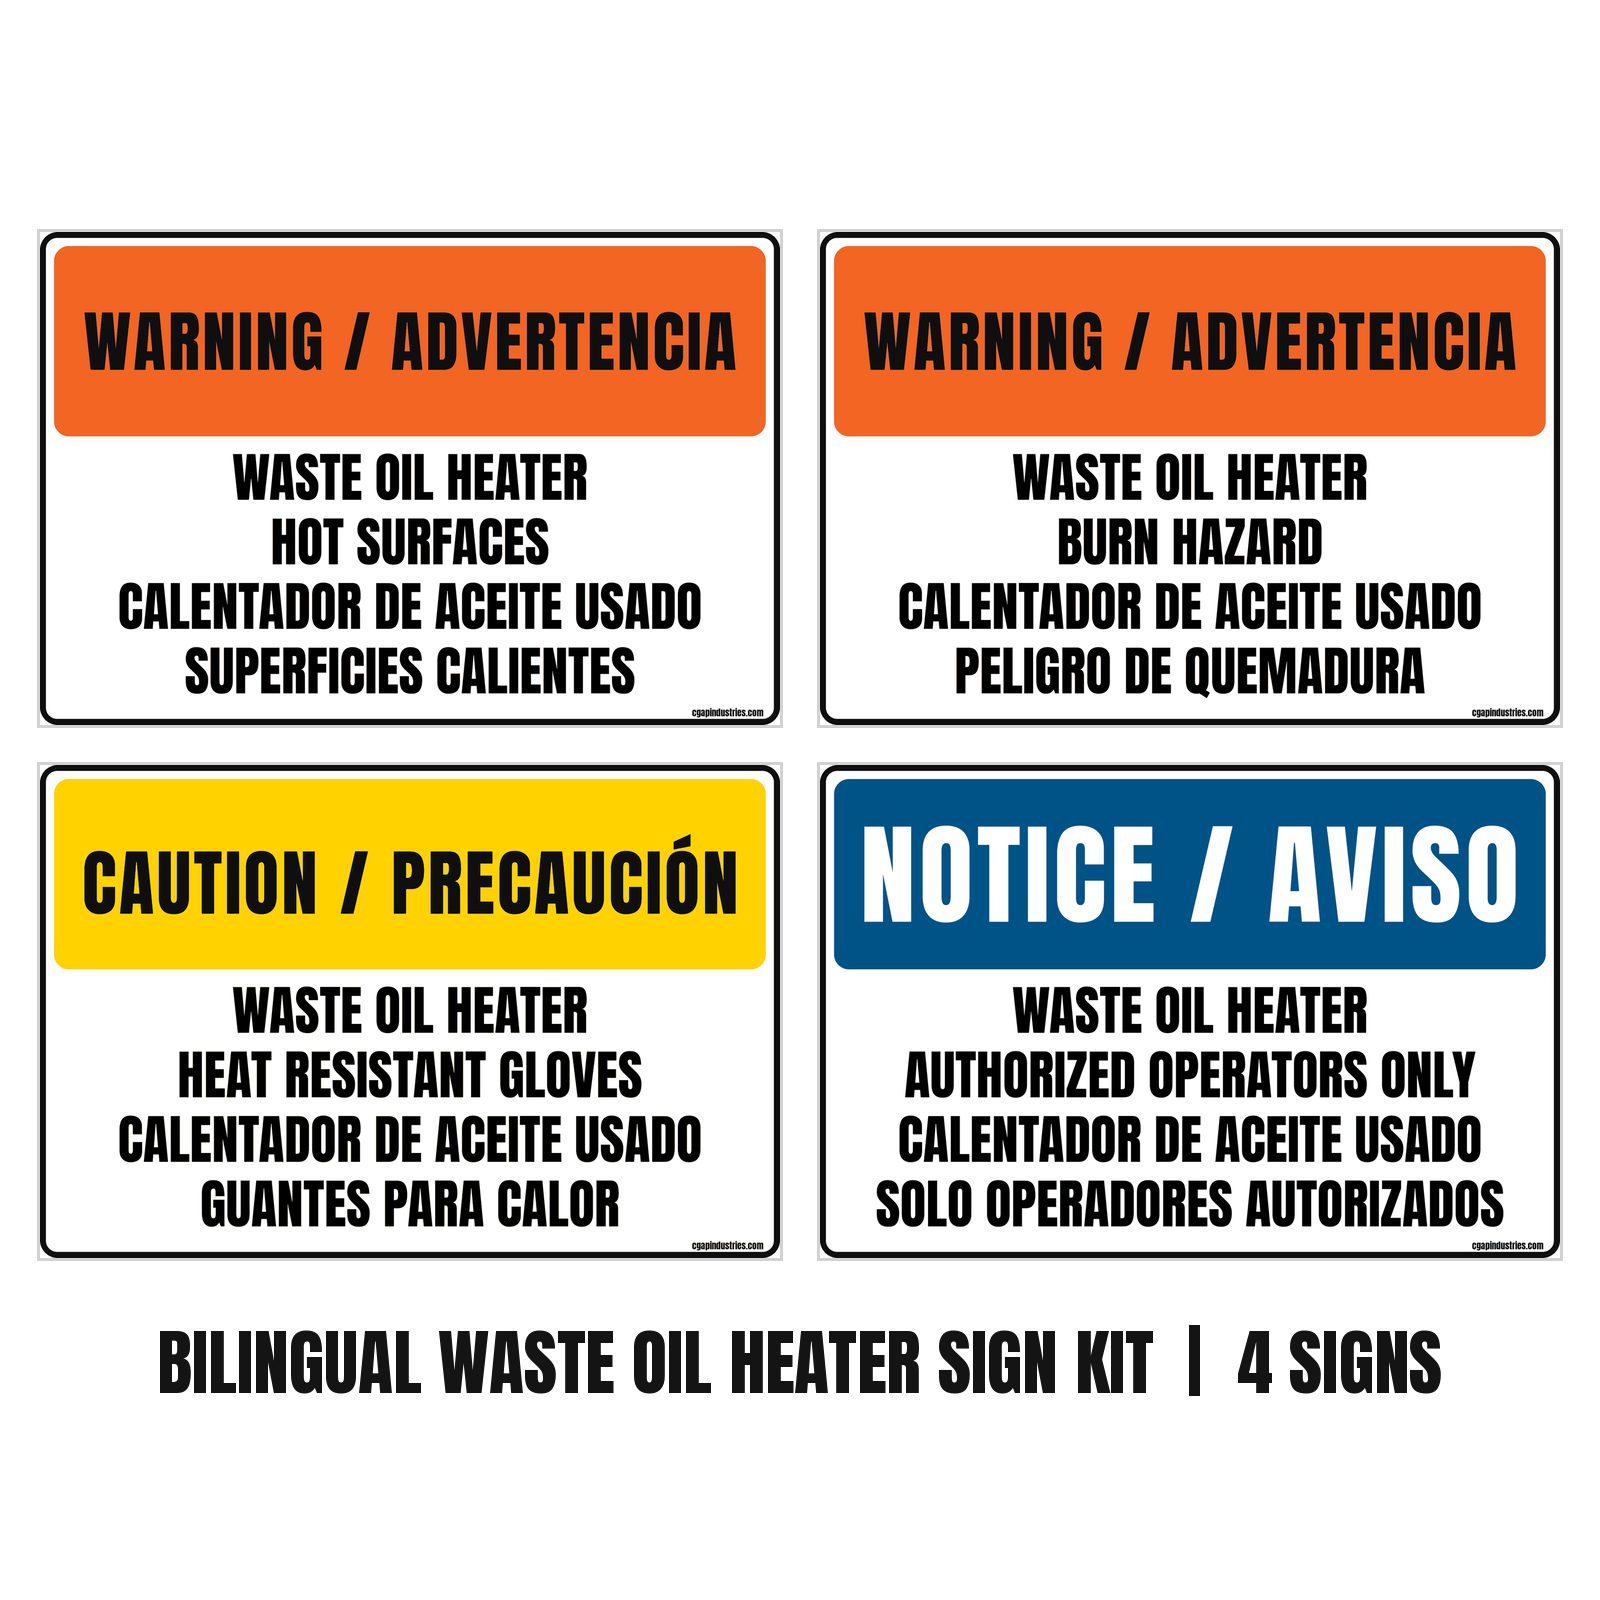 WARNING / ADVERTENCIA
WASTE OIL HEATER
HOT SURFACES
CALENTADOR DE ACEITE USADO
SUPERFICIES CALIENTES
cgapindustries.com
WARNING / ADVERTENCIA
WASTE OIL HEATER
BURN HAZARD
CALENTADOR DE ACEITE USADO
PELIGRO DE QUEMADURA
cgapindustries.com
CAUTION / PRECAUCIÓN
WASTE OIL HEATER
HEAT RESISTANT GLOVES
CALENTADOR DE ACEITE USADO
GUANTES PARA CALOR
cgapindustries.com
NOTICE / AVISO
WASTE OIL HEATER
AUTHORIZED OPERATORS ONLY
CALENTADOR DE ACEITE USADO
SOLO OPERADORES AUTORIZADOS
cgapindustries.com
BILINGUAL WASTE OIL HEATER SIGN KIT | 4 SIGNS